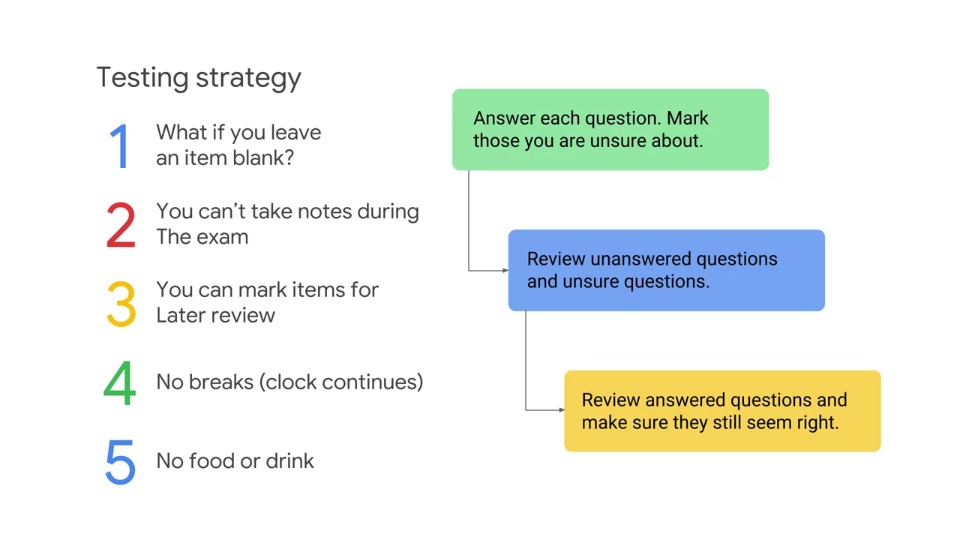 Testing strategy
1
What if you leave
an item blank?
2
You can't take notes during
The exam
3
You can mark items for
Later review
4
No breaks (clock continues)
5
No food or drink
Answer each question. Mark
those you are unsure about.
Review unanswered questions
and unsure questions.
Review answered questions and
make sure they still seem right.